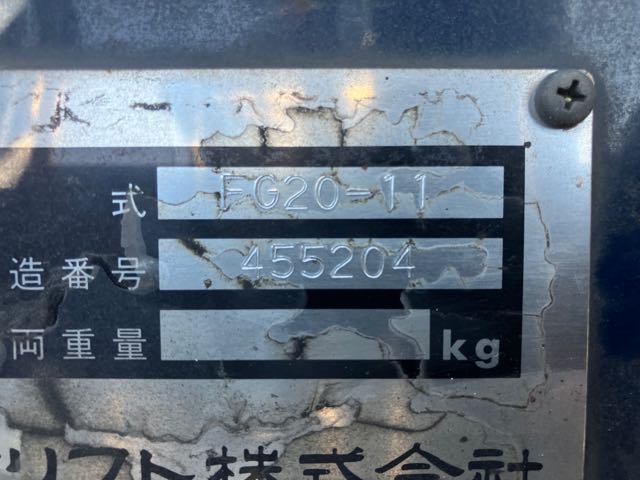 式 FG20-11
造番号 455204
両重量 kg
リフト株式会社